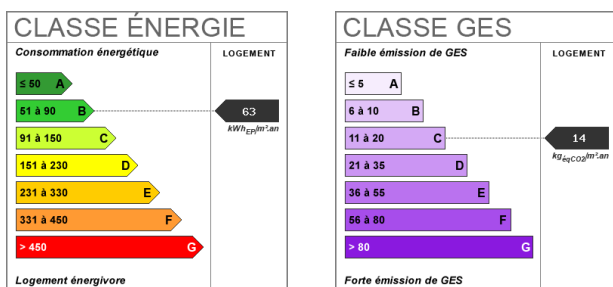 CLASSE ÉNERGIE
Consommation énergétique
LOGEMENT
≤ 50 A
51 à 90 B
63
kWhEP/m².an
91 à 150 C
151 à 230 D
231 à 330 E
331 à 450 F
> 450 G
Logement énergivore
CLASSE GES
Faible émission de GES
LOGEMENT
≤ 5 A
6 à 10 B
11 à 20 C
14
kgéqCO2/m².an
21 à 35 D
36 à 55 E
56 à 80 F
> 80 G
Forte émission de GES